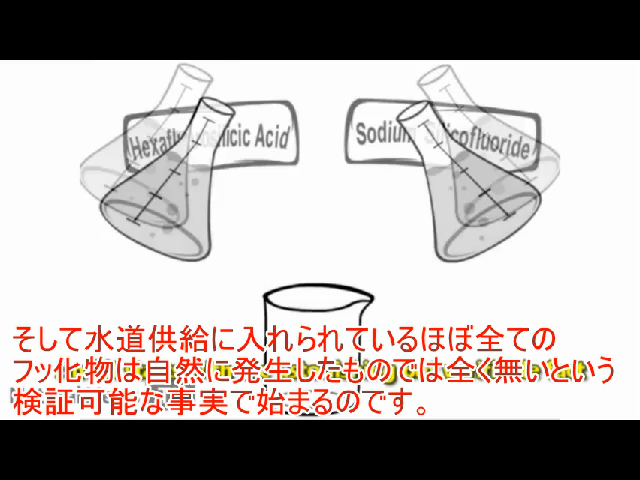 Hexafluorosilicic Acid
Sodium Silicofluoride
そして水道供給に入れられているほぼ全ての
フッ化物は自然に発生したものでは全く無いという
検証可能な事実で始まるのです。